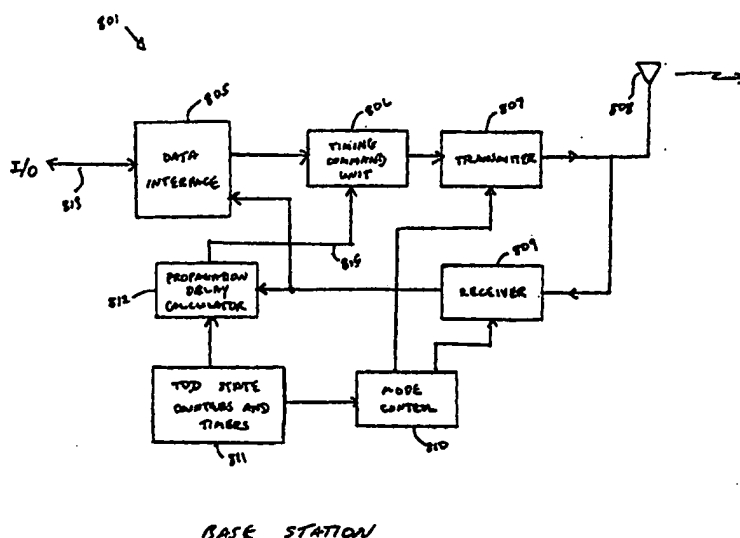 801
805
806
807
808
I/O
813
DATA
INTERFACE
TIMING
COMMAND
UNIT
TRANSMITTER
815
809
812
PROPAGATION
DELAY
CALCULATOR
RECEIVER
TDD STATE
COUNTERS AND
TIMERS
811
MODE
CONTROL
810
BASE STATION